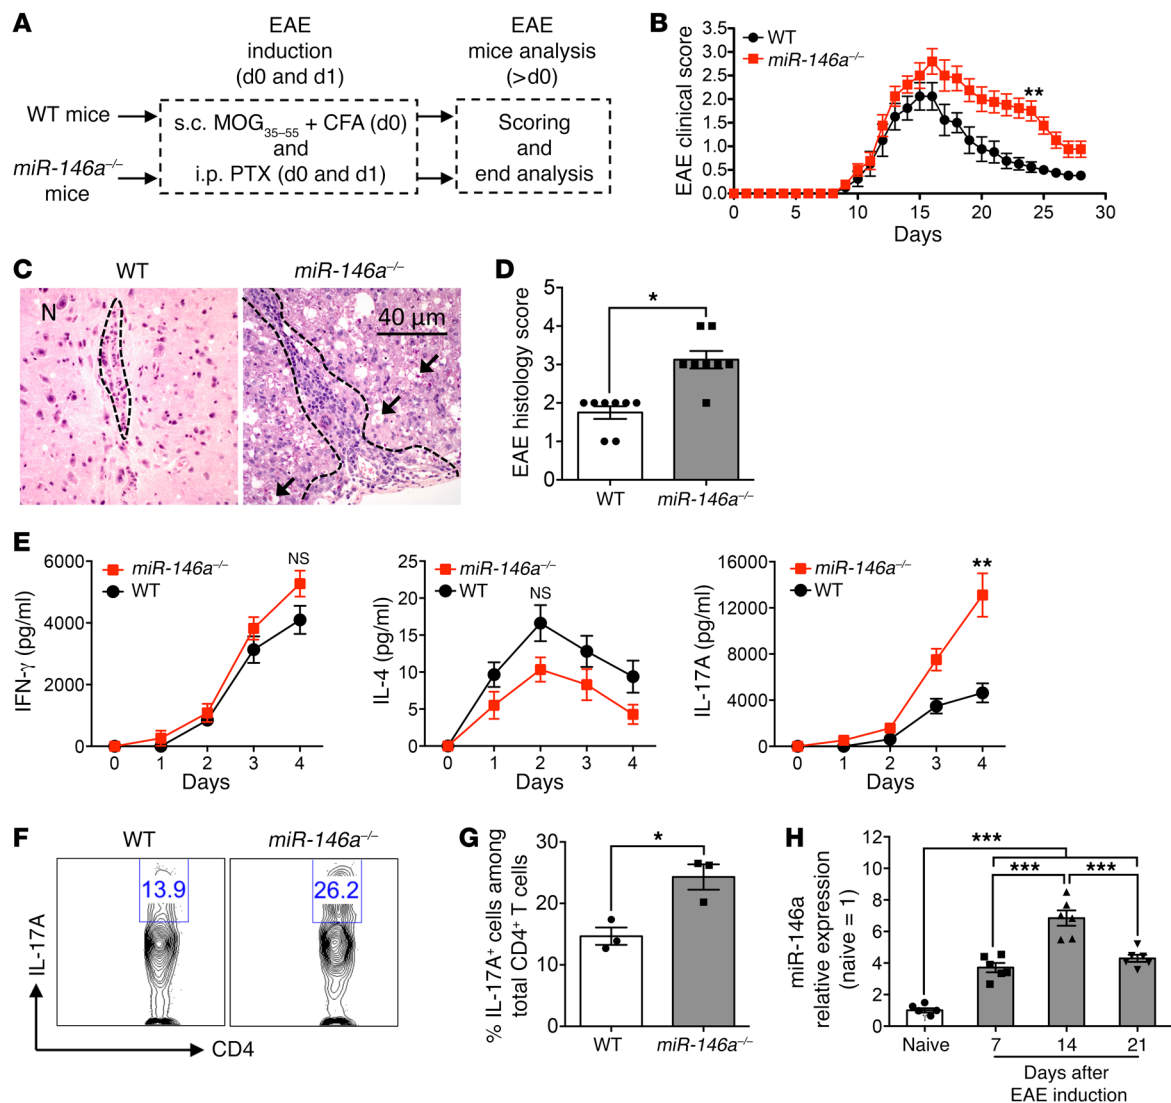 A
EAE
induction
(d0 and d1)
EAE
mice analysis
(>d0)
WT mice
miR-146a–/–
mice
s.c. MOG35–55 + CFA (d0)
and
i.p. PTX (d0 and d1)
Scoring
and
end analysis
B
EAE clinical score
3.5
3.0
2.5
2.0
1.5
1.0
0.5
0.0
WT
miR-146a–/–
**
0 5 10 15 20 25 30
Days
C
WT
miR-146a–/–
N
40 μm
D
EAE histology score
5
4
3
2
1
0
*
WT
miR-146a–/–
E
IFN-γ (pg/ml)
6000
4000
2000
0
miR-146a–/–
WT
NS
0 1 2 3 4
Days
IL-4 (pg/ml)
25
20
15
10
5
0
miR-146a–/–
WT
NS
0 1 2 3 4
Days
IL-17A (pg/ml)
16000
12000
8000
4000
0
miR-146a–/–
WT
**
0 1 2 3 4
Days
F
WT
miR-146a–/–
13.9
26.2
IL-17A
CD4
G
% IL-17A+ cells among
total CD4+ T cells
30
20
10
0
*
WT
miR-146a–/–
H
miR-146a
relative expression
(naive = 1)
12
10
8
6
4
2
0
***
***
***
Naive
7
14
21
Days after
EAE induction